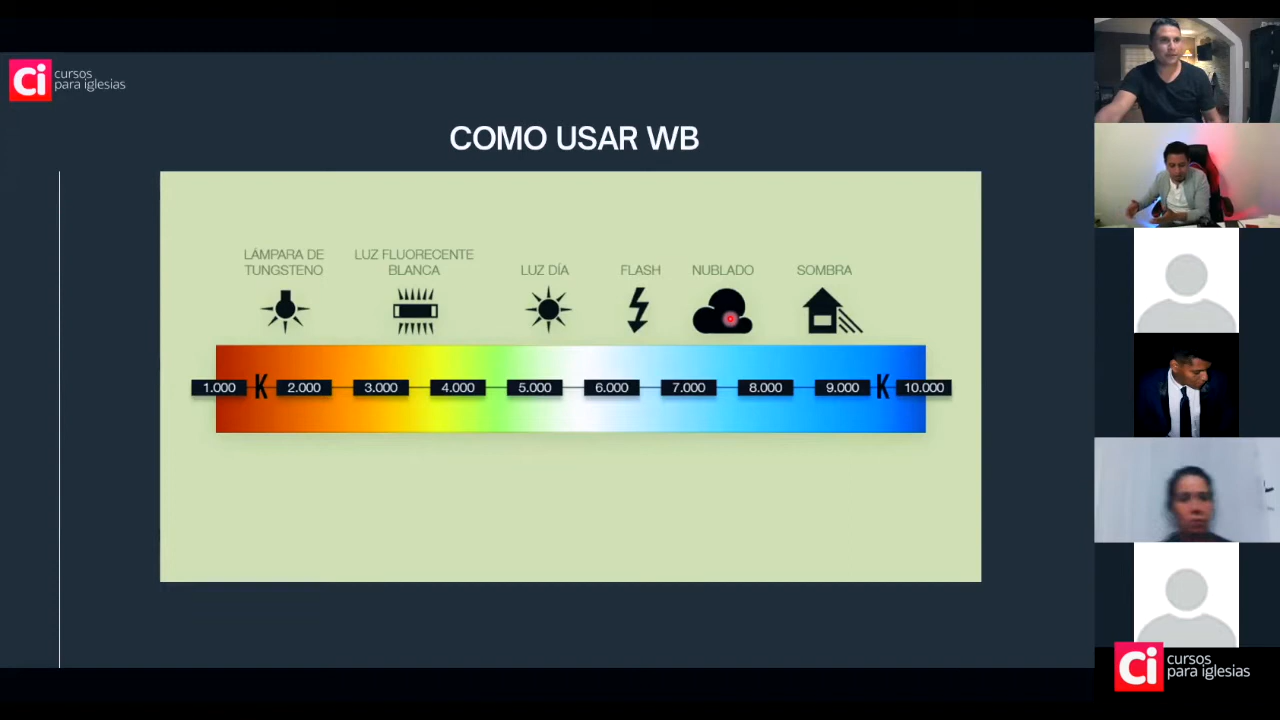 Ci cursos
para iglesias
COMO USAR WB
LÁMPARA DE
TUNGSTENO
LUZ FLUORECENTE
BLANCA
LUZ DÍA
FLASH
NUBLADO
SOMBRA
1.000 K 2.000 3.000 4.000 5.000 6.000 7.000 8.000 9.000 K 10.000
Ci cursos
para iglesias